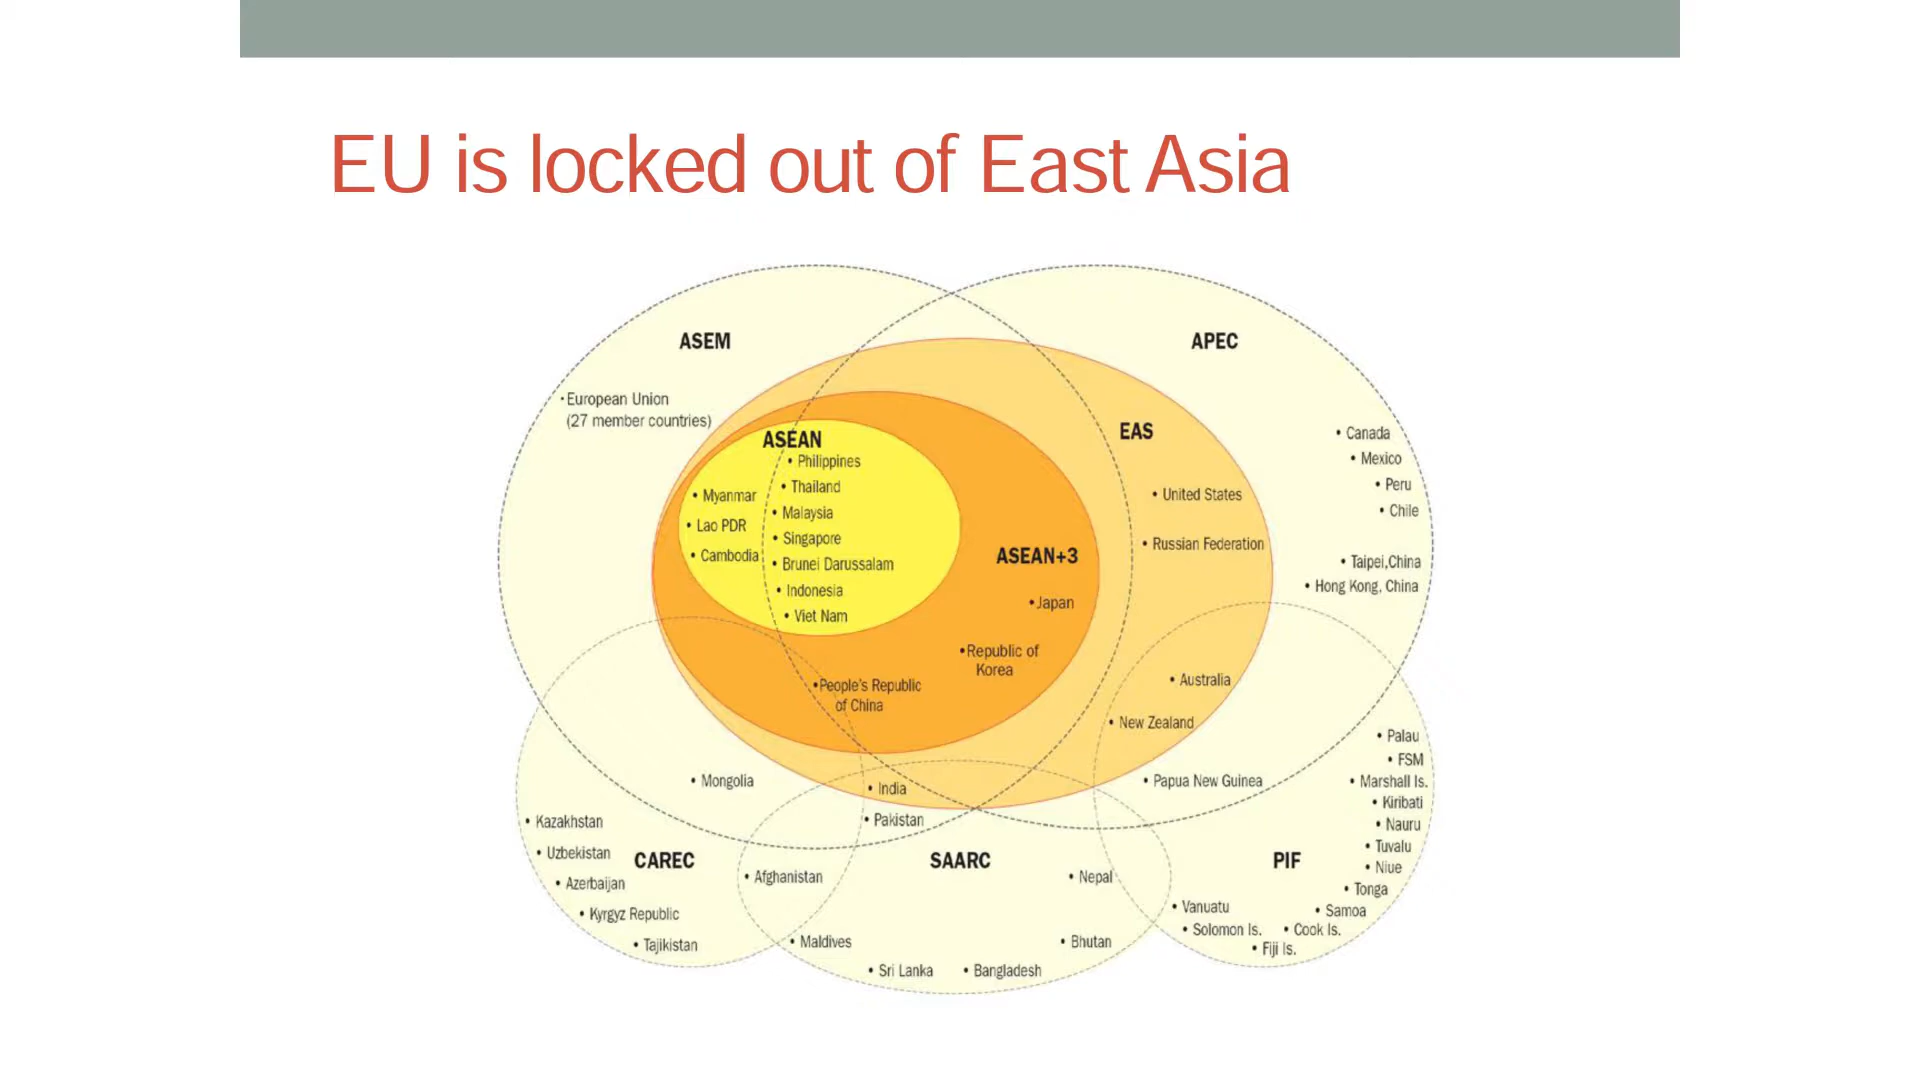 EU is locked out of East Asia
ASEM
APEC
•European Union
(27 member countries)
EAS
• Canada
• Mexico
• Peru
• Chile
• Taipei,China
• Hong Kong, China
ASEAN
• Philippines
• Thailand
• Malaysia
• Singapore
• Brunei Darussalam
• Indonesia
• Viet Nam
• Myanmar
• Lao PDR
• Cambodia
ASEAN+3
•Japan
•Republic of
Korea
•People's Republic
of China
• United States
• Russian Federation
• Australia
• New Zealand
• Papua New Guinea
• Mongolia
• India
• Pakistan
• Kazakhstan
• Uzbekistan
• Azerbaijan
• Kyrgyz Republic
• Tajikistan
CAREC
SAARC
• Afghanistan
• Nepal
• Maldives
• Bhutan
• Sri Lanka
• Bangladesh
PIF
• Palau
• FSM
• Marshall Is.
• Kiribati
• Nauru
• Tuvalu
• Niue
• Tonga
• Samoa
• Vanuatu
• Solomon Is.
• Cook Is.
• Fiji Is.